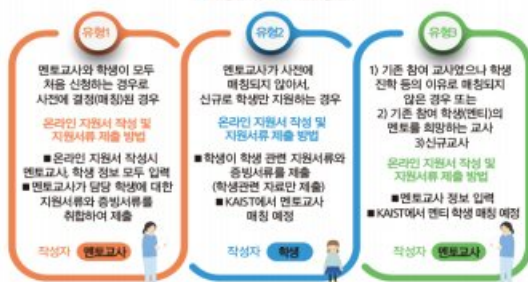 유형1
멘토교사와 학생이 모두
처음 신청하는 경우로
사전에 결정(매칭)된 경우
온라인 지원서 작성 및
지원서류 제출 방법
■온라인 지원서 작성시
멘토교사, 학생 정보 모두 입력
■멘토교사가 담당 학생에 대한
지원서류와 증빙서류를
취합하여 제출
작성자 멘토교사
유형2
멘토교사가 사전에
매칭되지 않아서,
신규로 학생만 지원하는 경우
온라인 지원서 작성 및
지원서류 제출 방법
■학생이 학생 관련 지원서류와
증빙서류를 제출
(학생관련 자료만 제출)
■KAIST에서 멘토교사
매칭 예정
작성자 학생
유형3
1) 기존 참여 교사였으나 학생
진학 등의 이유로 매칭되지
않은 경우 또는
2) 기존 참여 학생(멘티)의
멘토를 희망하는 교사
3)신규교사
온라인 지원서 작성 및
지원서류 제출 방법
■멘토교사 정보 입력
■KAIST에서 멘티 학생 매칭 예정
작성자 멘토교사